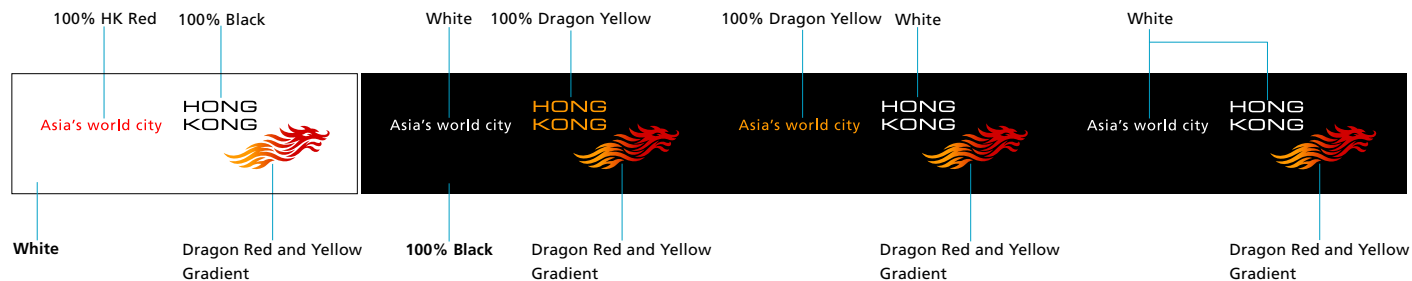 100% HK Red
100% Black
White
100% Dragon Yellow
100% Dragon Yellow
White
White
Asia's world city
HONG
KONG
Asia's world city
HONG
KONG
Asia's world city
HONG
KONG
Asia's world city
HONG
KONG
White
Dragon Red and Yellow
Gradient
100% Black
Dragon Red and Yellow
Gradient
Dragon Red and Yellow
Gradient
Dragon Red and Yellow
Gradient